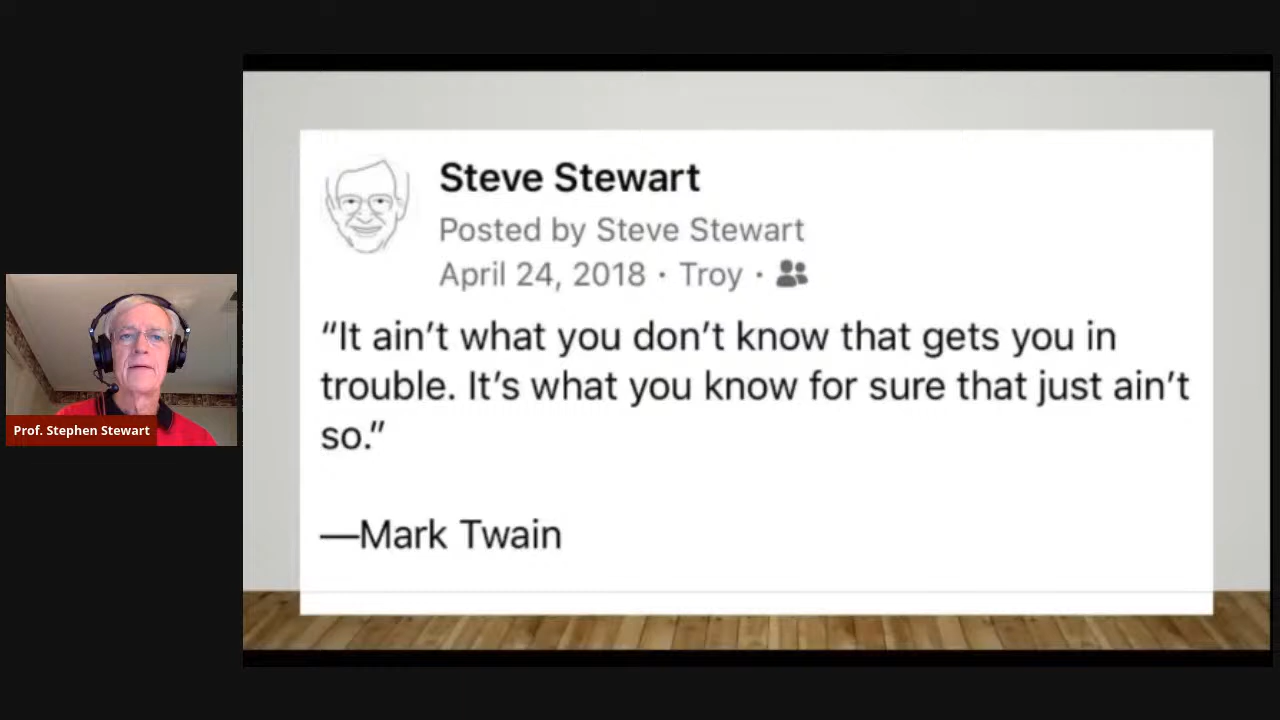 Prof. Stephen Stewart
Steve Stewart
Posted by Steve Stewart
April 24, 2018 · Troy ·
“It ain’t what you don’t know that gets you in
trouble. It’s what you know for sure that just ain’t
so.”
—Mark Twain